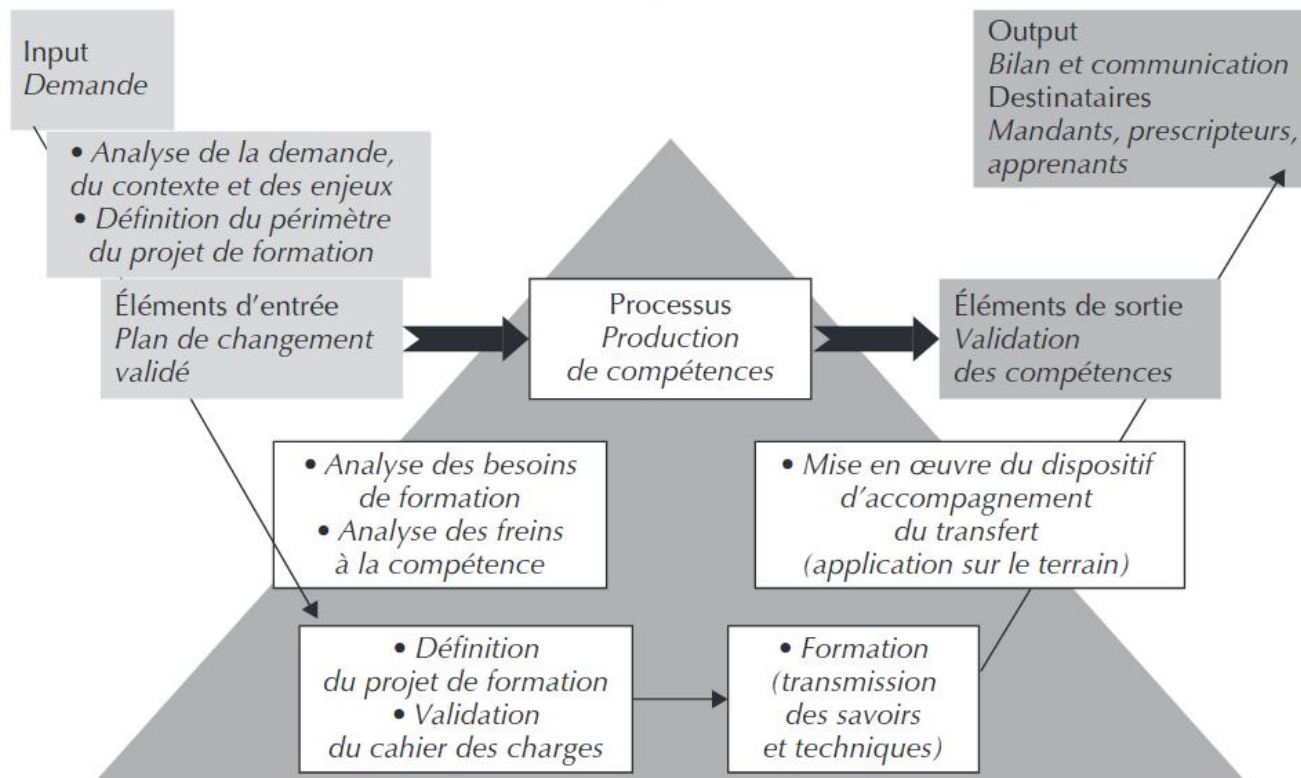 Input
Demande
• Analyse de la demande,
du contexte et des enjeux
• Définition du périmètre
du projet de formation
Éléments d'entrée
Plan de changement
validé
Processus
Production
de compétences
Éléments de sortie
Validation
des compétences
Output
Bilan et communication
Destinataires
Mandants, prescripteurs,
apprenants
• Analyse des besoins
de formation
• Analyse des freins
à la compétence
• Mise en œuvre du dispositif
d'accompagnement
du transfert
(application sur le terrain)
• Définition
du projet de formation
• Validation
du cahier des charges
• Formation
(transmission
des savoirs
et techniques)